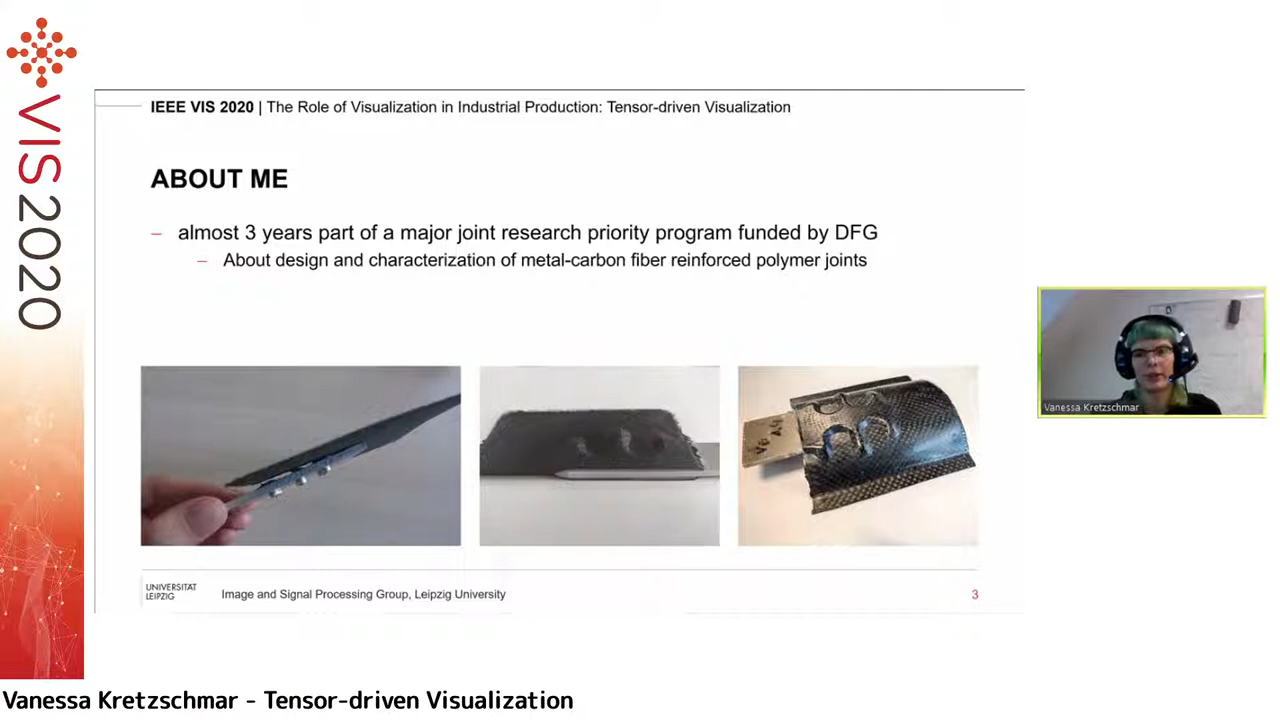 VIS2020
IEEE VIS 2020 | The Role of Visualization in Industrial Production: Tensor-driven Visualization
ABOUT ME
– almost 3 years part of a major joint research priority program funded by DFG
– About design and characterization of metal-carbon fiber reinforced polymer joints
Vanessa Kretzschmar
UNIVERSITÄT
LEIPZIG
Image and Signal Processing Group, Leipzig University
3
Vanessa Kretzschmar - Tensor-driven Visualization